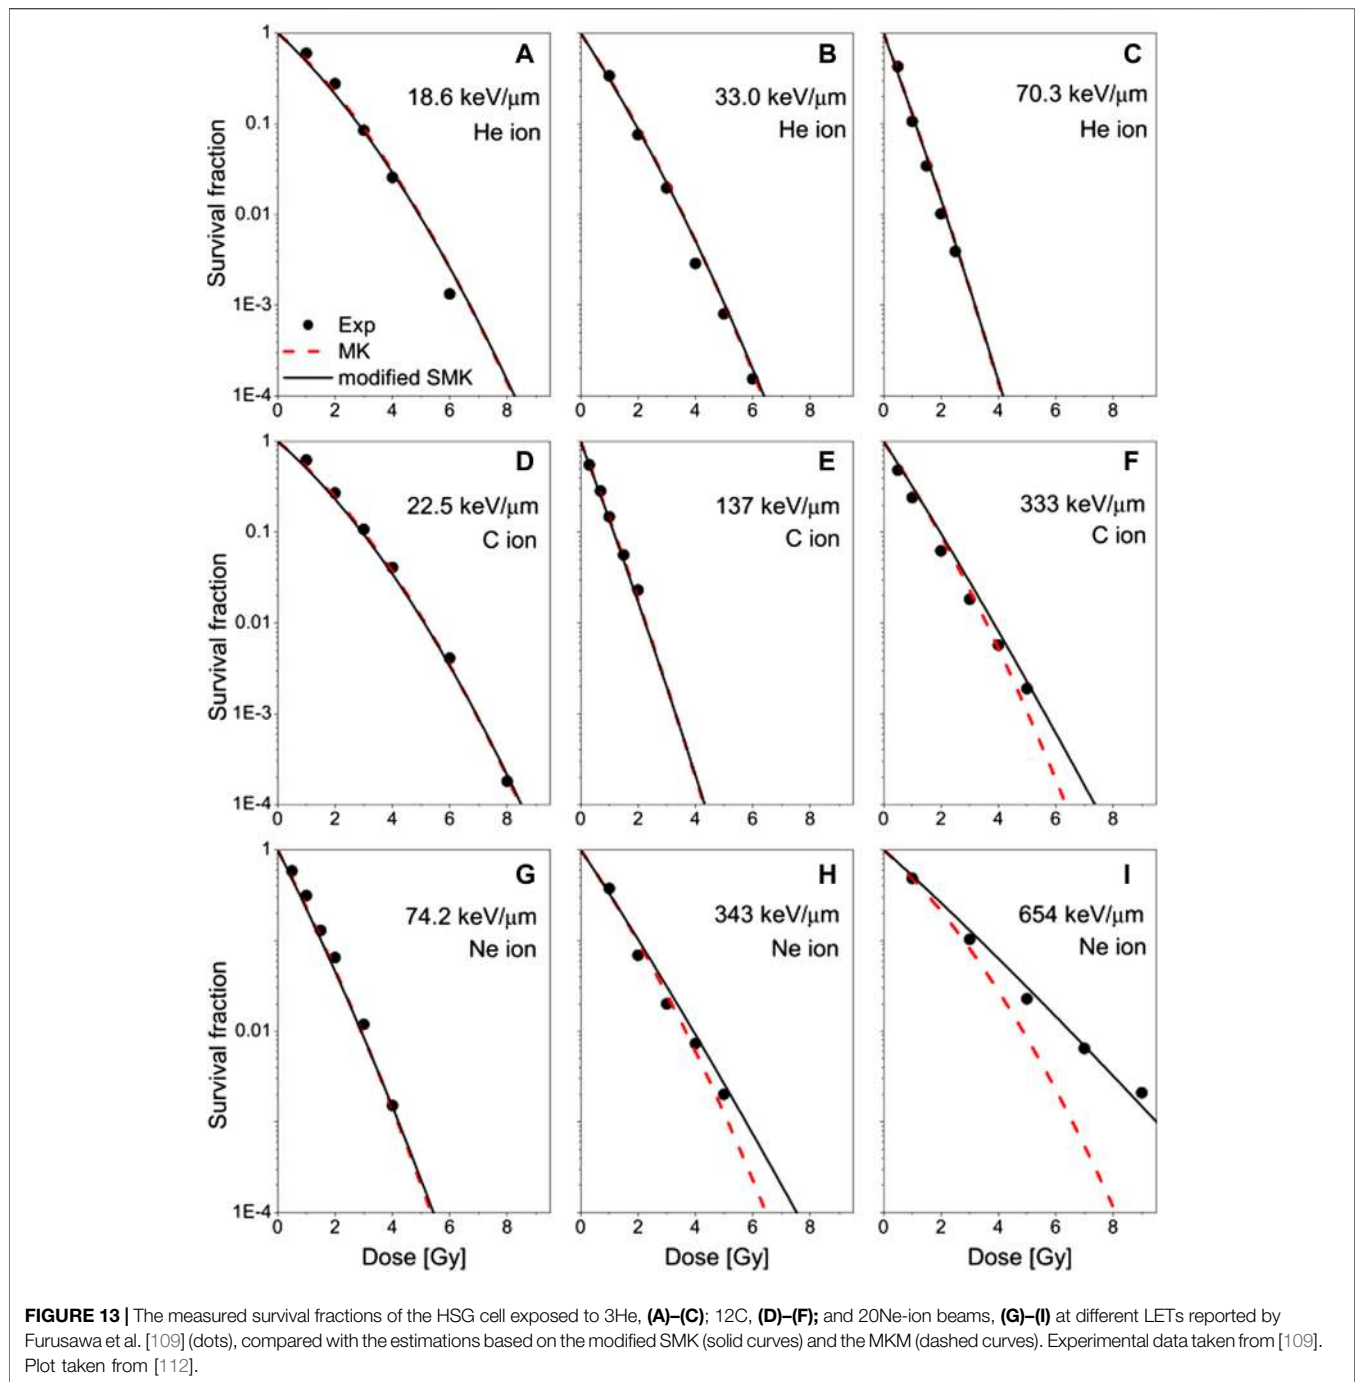 1
A
B
C
18.6 keV/μm
He ion
33.0 keV/μm
He ion
70.3 keV/μm
He ion
0.1
0.01
1E-3
1E-4
Survival fraction
Exp
MK
modified SMK
0 2 4 6 8
0 2 4 6 8
0 2 4 6 8
1
D
E
F
22.5 keV/μm
C ion
137 keV/μm
C ion
333 keV/μm
C ion
0.1
0.01
1E-3
1E-4
Survival fraction
0 2 4 6 8
0 2 4 6 8
0 2 4 6 8
1
G
H
I
74.2 keV/μm
Ne ion
343 keV/μm
Ne ion
654 keV/μm
Ne ion
0.01
1E-4
Survival fraction
0 2 4 6 8
0 2 4 6 8
0 2 4 6 8
Dose [Gy]
Dose [Gy]
Dose [Gy]
FIGURE 13 | The measured survival fractions of the HSG cell exposed to 3He, (A)–(C); 12C, (D)–(F); and 20Ne-ion beams, (G)–(I) at different LETs reported by
Furusawa et al. [109] (dots), compared with the estimations based on the modified SMK (solid curves) and the MKM (dashed curves). Experimental data taken from [109].
Plot taken from [112].